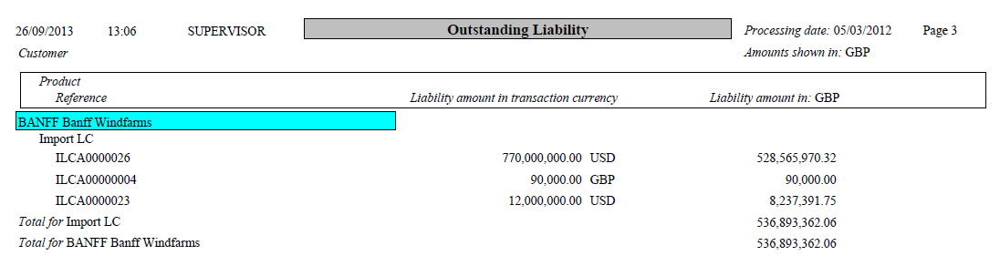 26/09/2013 13:06 SUPERVISOR Outstanding Liability Processing date: 05/03/2012 Page 3
Customer Amounts shown in: GBP
Product
Reference Liability amount in transaction currency Liability amount in: GBP
BANFF Banff Windfarms
Import LC
ILCA0000026 770,000,000.00 USD 528,565,970.32
ILCA00000004 90,000.00 GBP 90,000.00
ILCA0000023 12,000,000.00 USD 8,237,391.75
Total for Import LC 536,893,362.06
Total for BANFF Banff Windfarms 536,893,362.06